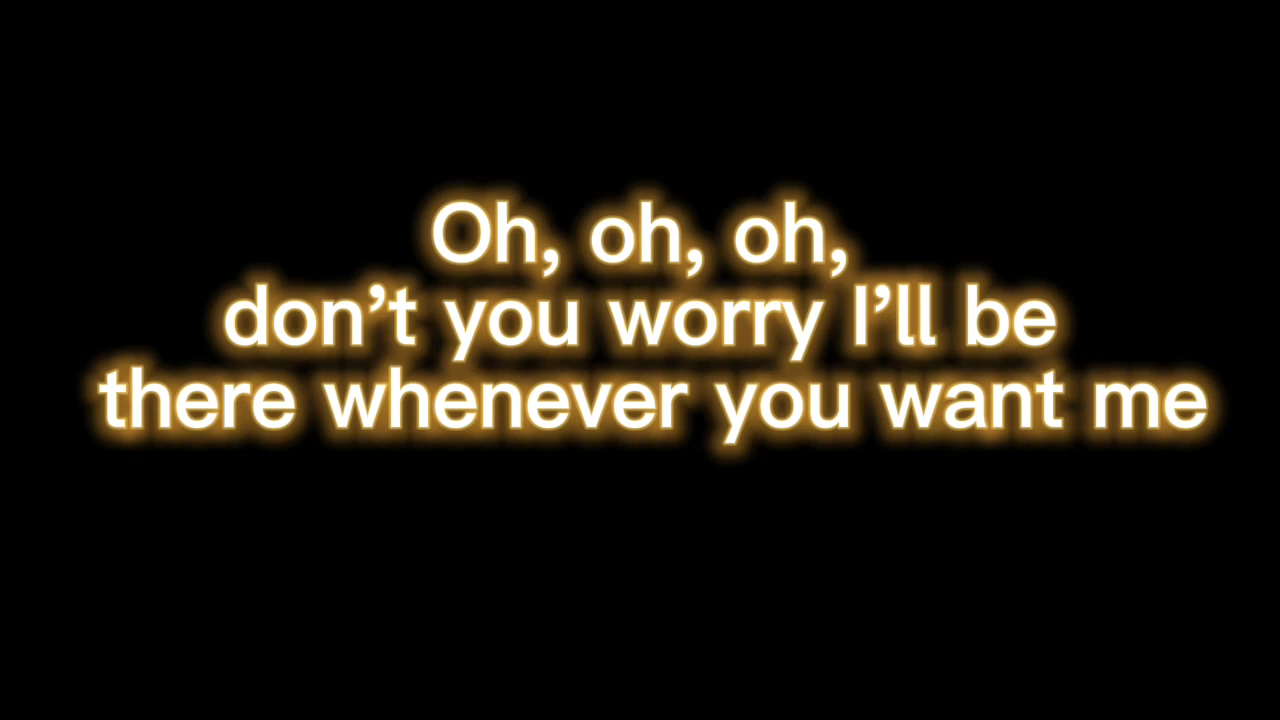 Oh, oh, oh,
don’t you worry I’ll be
there whenever you want me